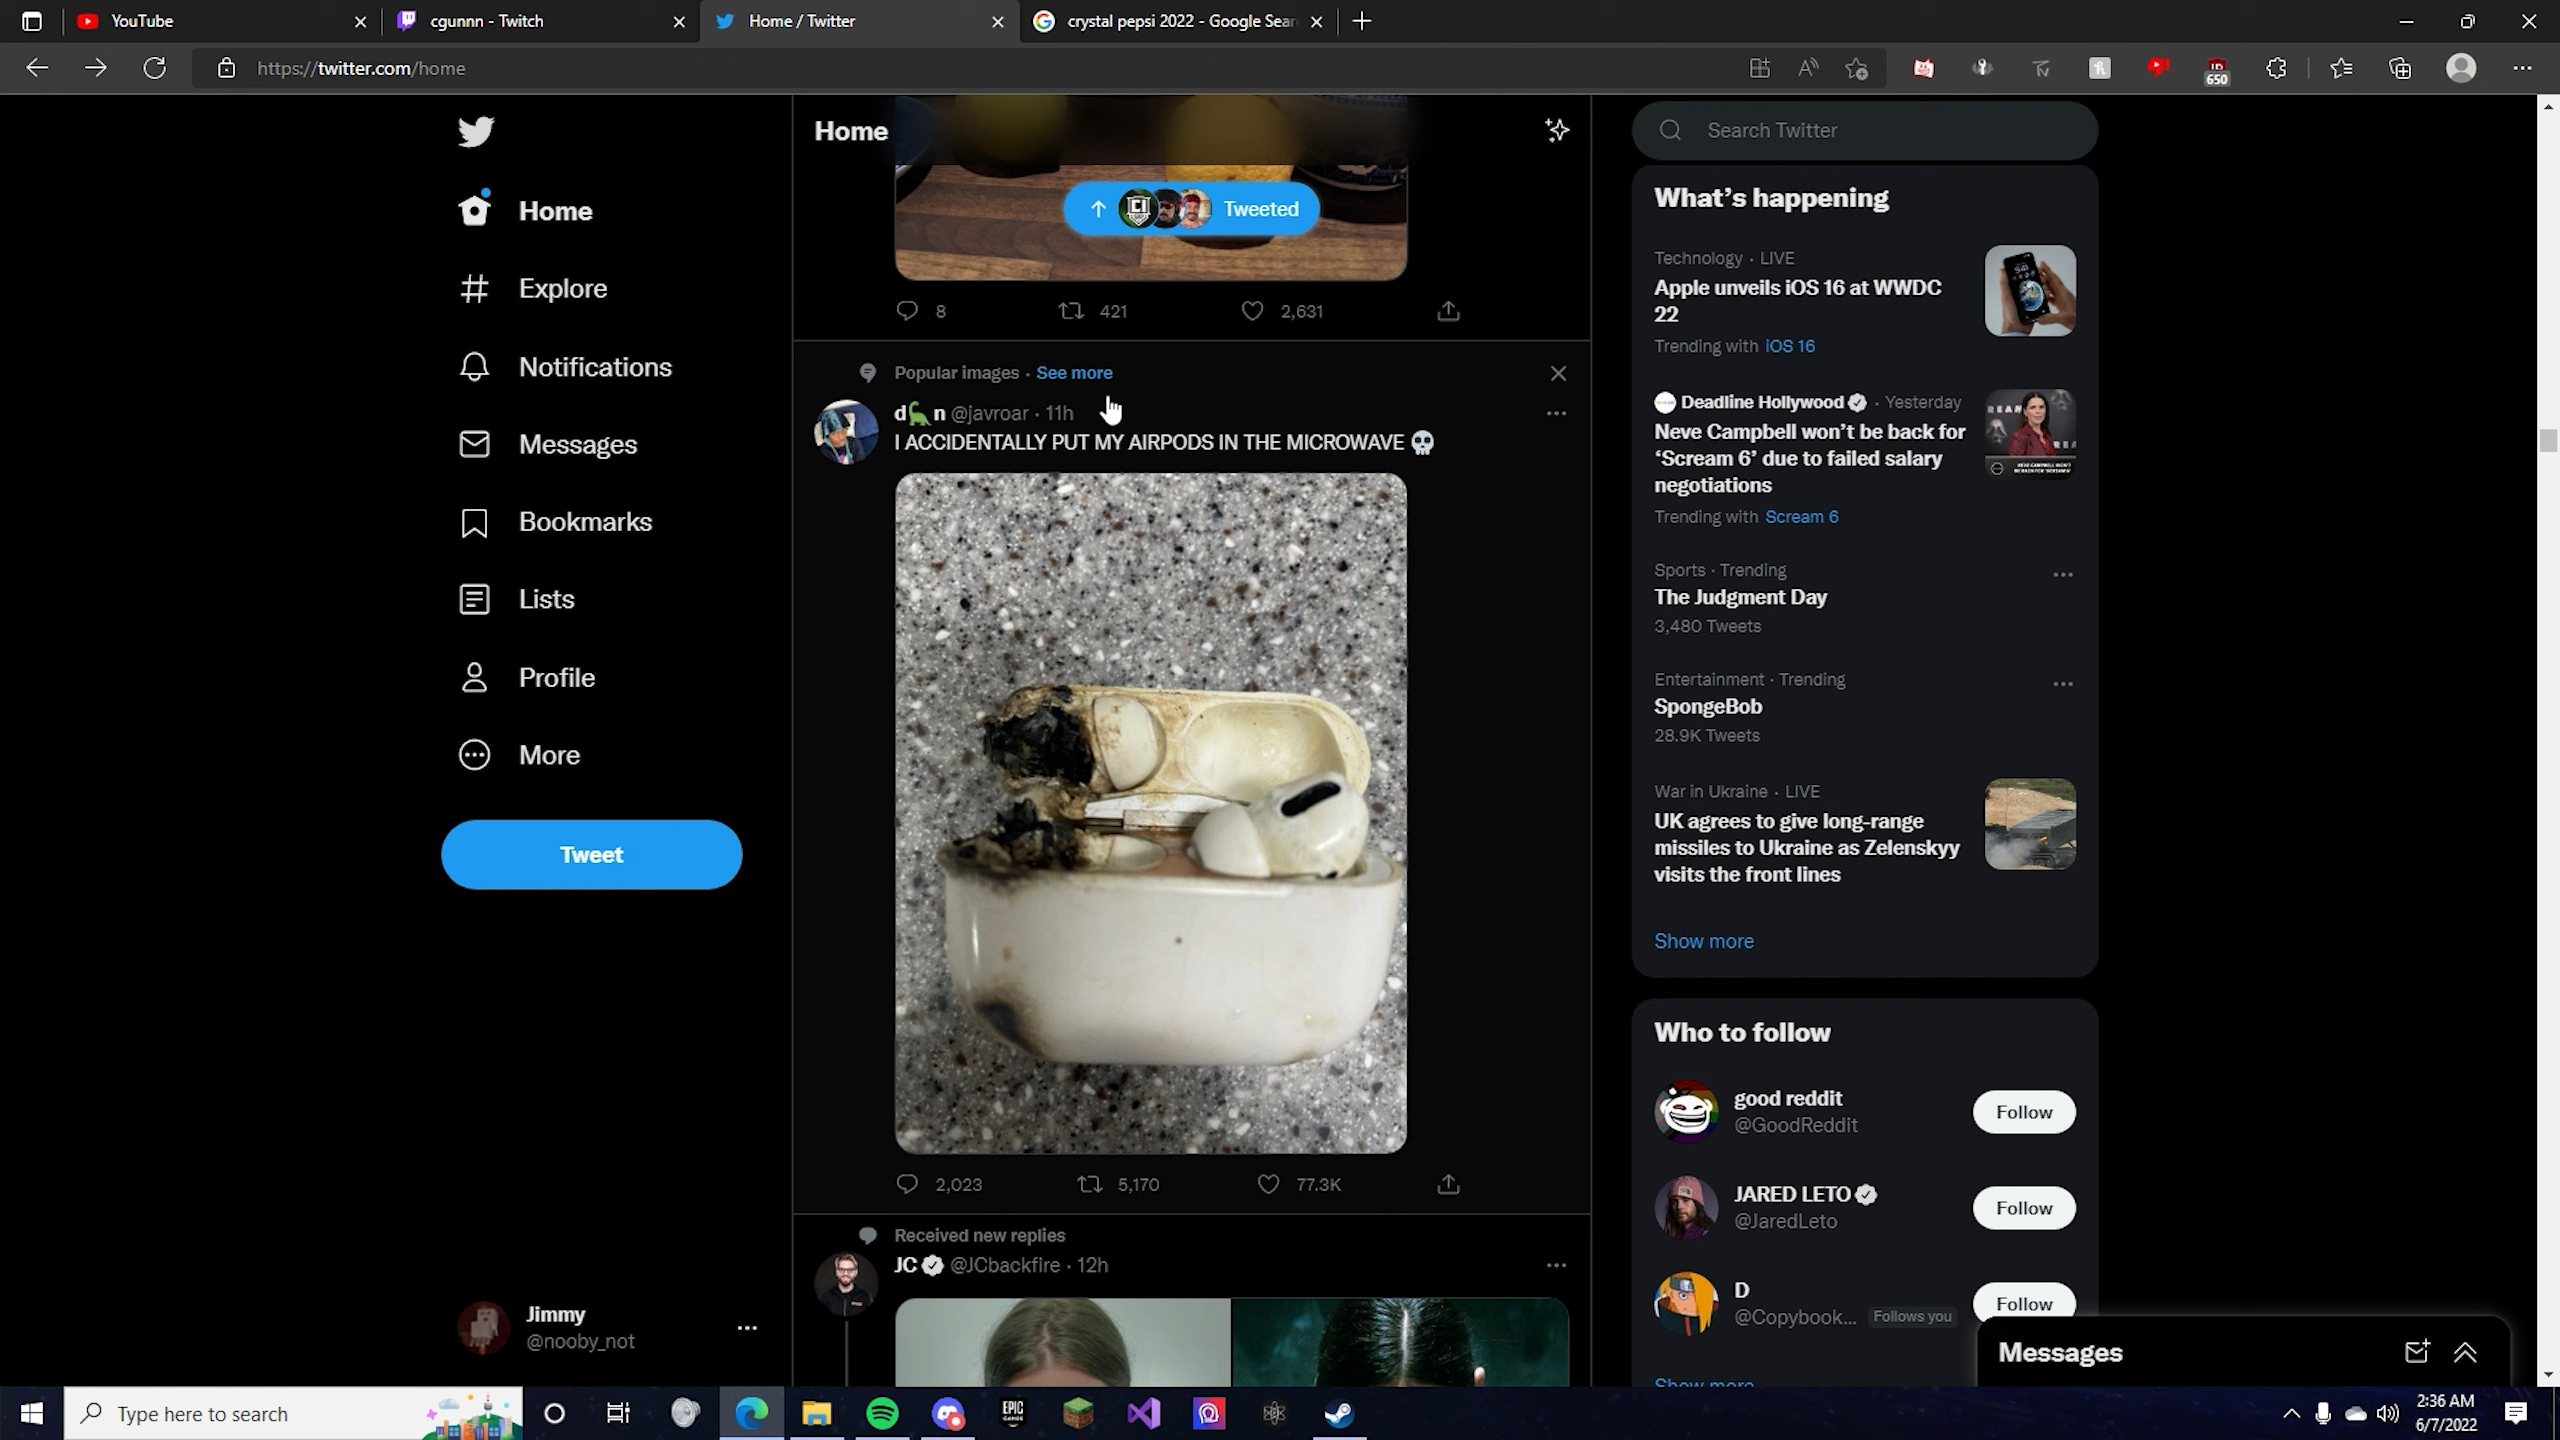 YouTube
cgunnn - Twitch
Home / Twitter
crystal pepsi 2022 - Google Sear
https://twitter.com/home
650
Home
Tweeted
8 421 2,631
Home
Explore
Notifications
Messages
Bookmarks
Lists
Profile
More
Tweet
Jimmy
@nooby_not
Popular images · See more
d🦕n @javroar · 11h
I ACCIDENTALLY PUT MY AIRPODS IN THE MICROWAVE 💀
2,023 5,170 77.3K
Received new replies
JC @JCbackfire · 12h
Search Twitter
What's happening
Technology · LIVE
Apple unveils iOS 16 at WWDC
22
Trending with iOS 16
Deadline Hollywood · Yesterday
Neve Campbell won't be back for
'Scream 6' due to failed salary
negotiations
Trending with Scream 6
Sports · Trending
The Judgment Day
3,480 Tweets
Entertainment · Trending
SpongeBob
28.9K Tweets
War in Ukraine · LIVE
UK agrees to give long-range
missiles to Ukraine as Zelenskyy
visits the front lines
Show more
Who to follow
good reddit
@GoodReddit
Follow
JARED LETO
@JaredLeto
Follow
D
@Copybook... Follows you
Follow
Show more
Messages
Type here to search
EPIC
GAMES
2:36 AM
6/7/2022